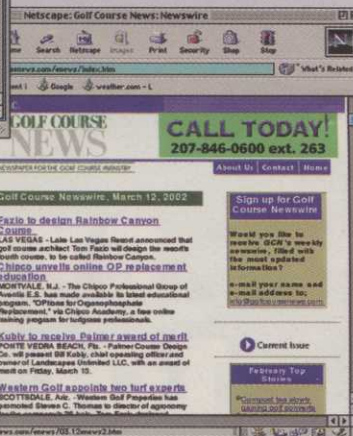 Netscape: Golf Course News: Newswire
Search Netscape Images Print Security Shop Stop
What's Related
Google weather.com
GOLF COURSE
NEWS
CALL TODAY!
207-846-0600 ext. 263
NEWSPAPER FOR THE GOLF COURSE INDUSTRY
About Us Contact Home
Golf Course Newswire, March 12, 2002
Fazio to design Rainbow Canyon
Course
LAS VEGAS - Lake Las Vegas Resort announced that
golf course architect Tom Fazio will design the resort's
fourth course, to be called Rainbow Canyon.
Chipco unveils online OP replacement
education
MONTVALE, N.J. - The Chipco Professional Group of
Aventis E.S. has made available its latest educational
program, "OPtions for Organophosphate
Replacement," via Chipco Academy, a free online
training program for turfgrass professionals.
Kubly to receive Palmer award of merit
PONTE VEDRA BEACH, Fla. - Palmer Course Design
Co. will present Bill Kubly, chief operating officer and
owner of Landscapes Unlimited LLC, with an award of
merit on Friday, March 15.
Western Golf appoints two turf experts
SCOTTSDALE, Ariz. - Western Golf Properties has
promoted Steven C. Thomas to director of agronomy
Sign up for Golf
Course Newswire
Would you like to
receive GCN's weekly
newswire, filled with
the most updated
information?
e-mail your name and
e-mail address to:
Current Issue
February Top
Stories